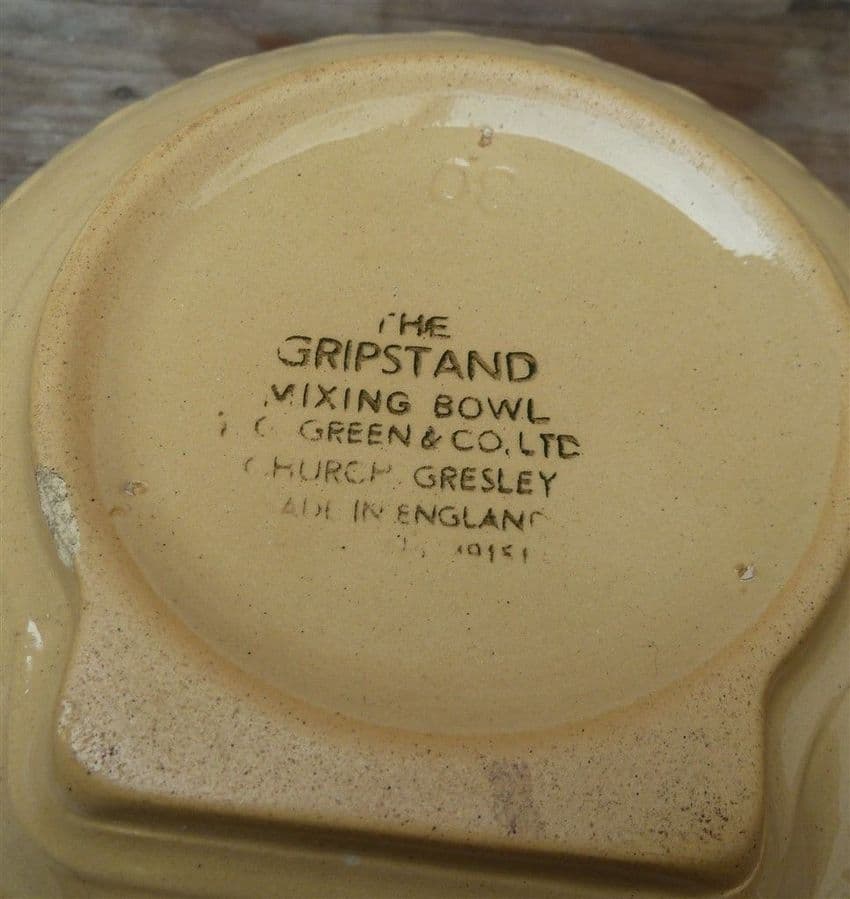 THE
GRIPSTAND
MIXING BOWL
GREEN & CO. LTD
CHURCH GRESLEY
MADE IN ENGLAND